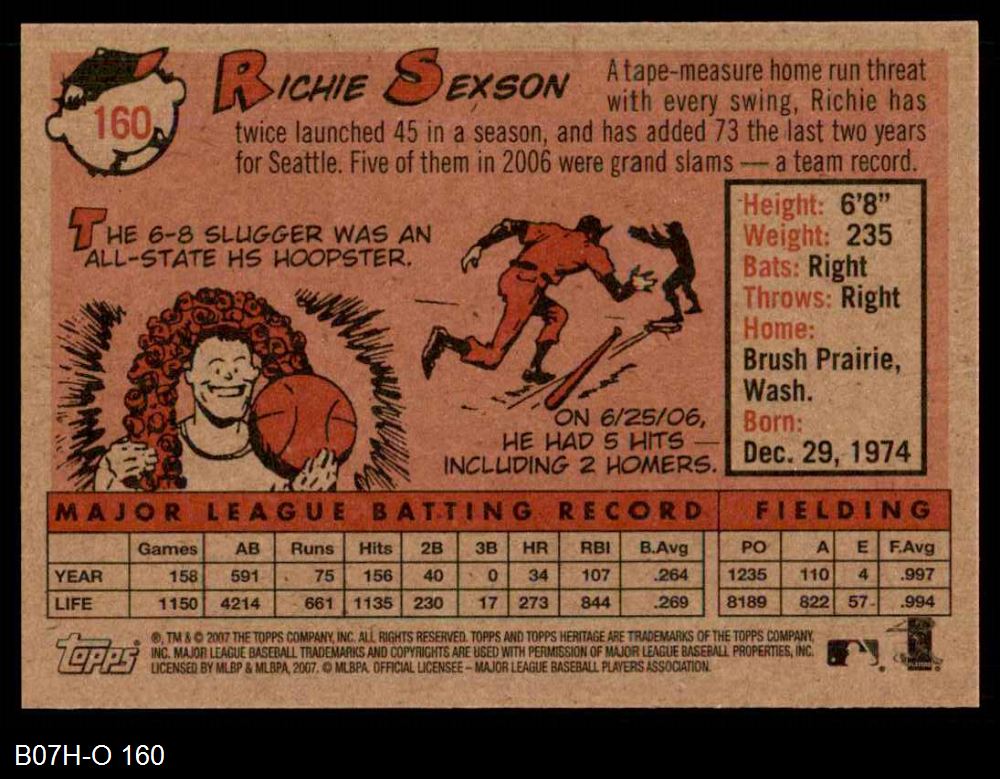 160
RICHIE SEXSON
A tape-measure home run threat
with every swing, Richie has
twice launched 45 in a season, and has added 73 the last two years
for Seattle. Five of them in 2006 were grand slams — a team record.
THE 6-8 SLUGGER WAS AN
ALL-STATE HS HOOPSTER.
ON 6/25/06,
HE HAD 5 HITS —
INCLUDING 2 HOMERS.
Height: 6'8"
Weight: 235
Bats: Right
Throws: Right
Home:
Brush Prairie,
Wash.
Born:
Dec. 29, 1974
MAJOR LEAGUE BATTING RECORD FIELDING
Games AB Runs Hits 2B 3B HR RBI B.Avg PO A E F.Avg
YEAR 158 591 75 156 40 0 34 107 .264 1235 110 4 .997
LIFE 1150 4214 661 1135 230 17 273 844 .269 8189 822 57 .994
Topps
®, TM & © 2007 THE TOPPS COMPANY, INC. ALL RIGHTS RESERVED. TOPPS AND TOPPS HERITAGE ARE TRADEMARKS OF THE TOPPS COMPANY,
INC. MAJOR LEAGUE BASEBALL TRADEMARKS AND COPYRIGHTS ARE USED WITH PERMISSION OF MAJOR LEAGUE BASEBALL PROPERTIES, INC.
LICENSED BY MLBP & MLBPA, 2007. © MLBPA. OFFICIAL LICENSEE – MAJOR LEAGUE BASEBALL PLAYERS ASSOCIATION.
B07H-O 160